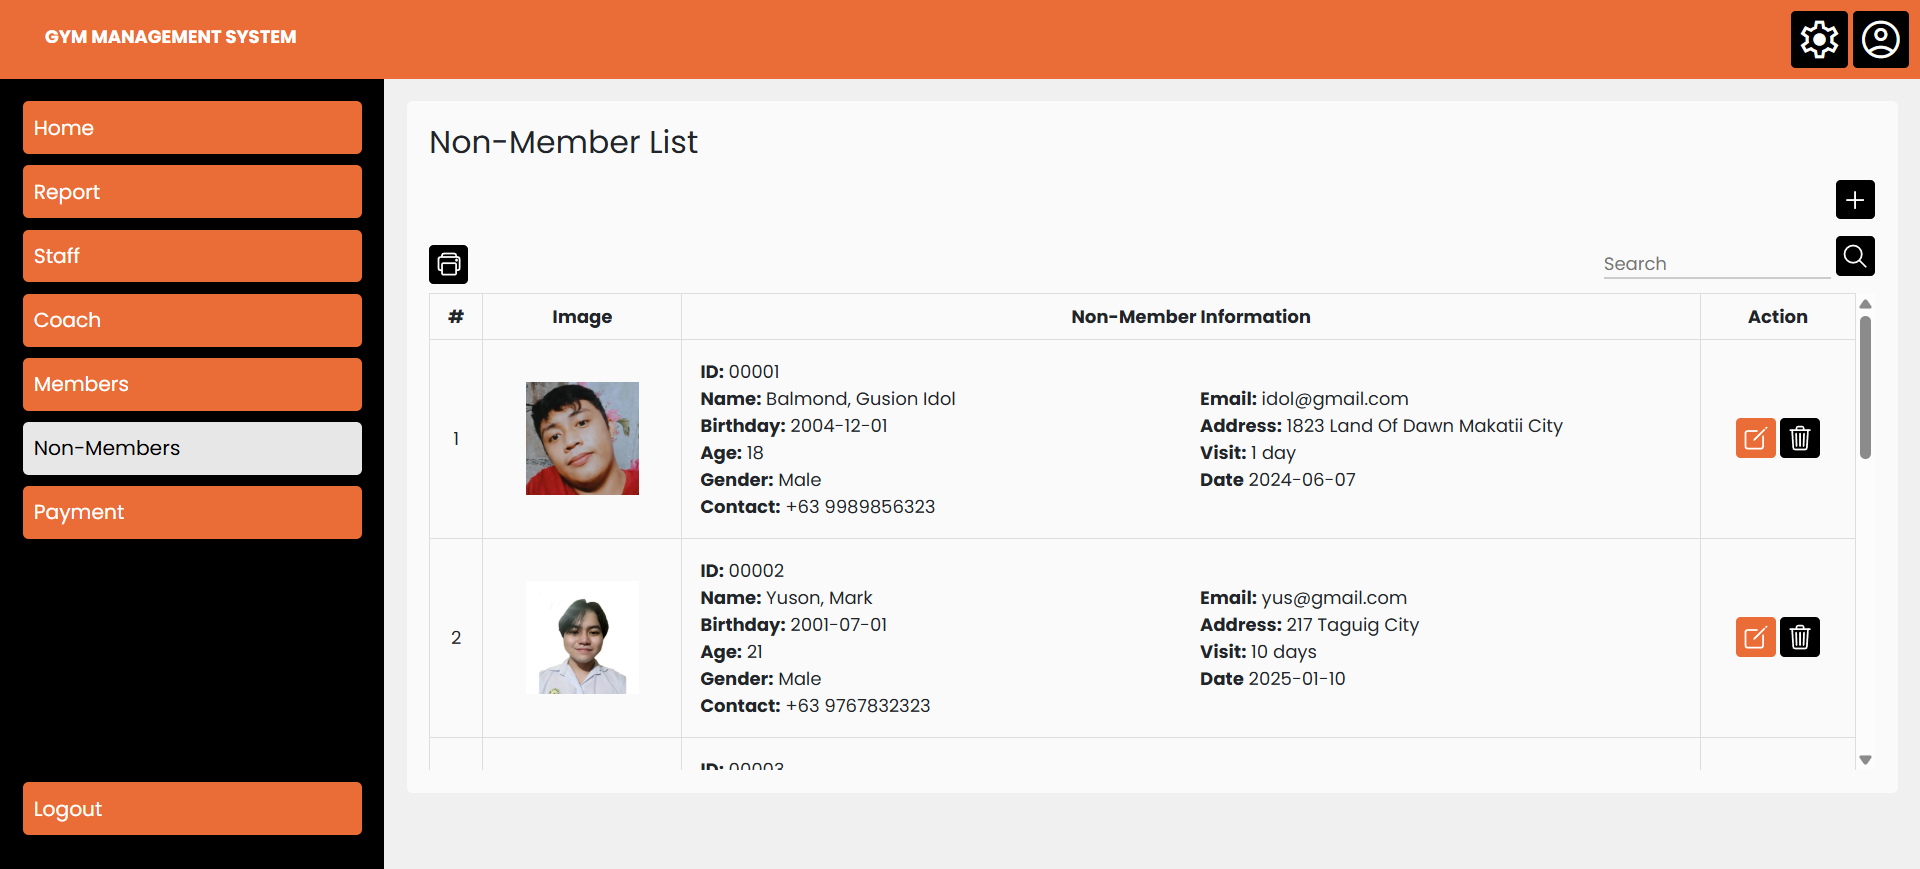 GYM MANAGEMENT SYSTEM
Home
Report
Staff
Coach
Members
Non-Members
Payment
Logout
Non-Member List
Search
# Image Non-Member Information Action
1
ID: 00001
Name: Balmond, Gusion Idol
Birthday: 2004-12-01
Age: 18
Gender: Male
Contact: +63 9989856323
Email: idol@gmail.com
Address: 1823 Land Of Dawn Makatii City
Visit: 1 day
Date 2024-06-07
2
ID: 00002
Name: Yuson, Mark
Birthday: 2001-07-01
Age: 21
Gender: Male
Contact: +63 9767832323
Email: yus@gmail.com
Address: 217 Taguig City
Visit: 10 days
Date 2025-01-10
ID: 00003